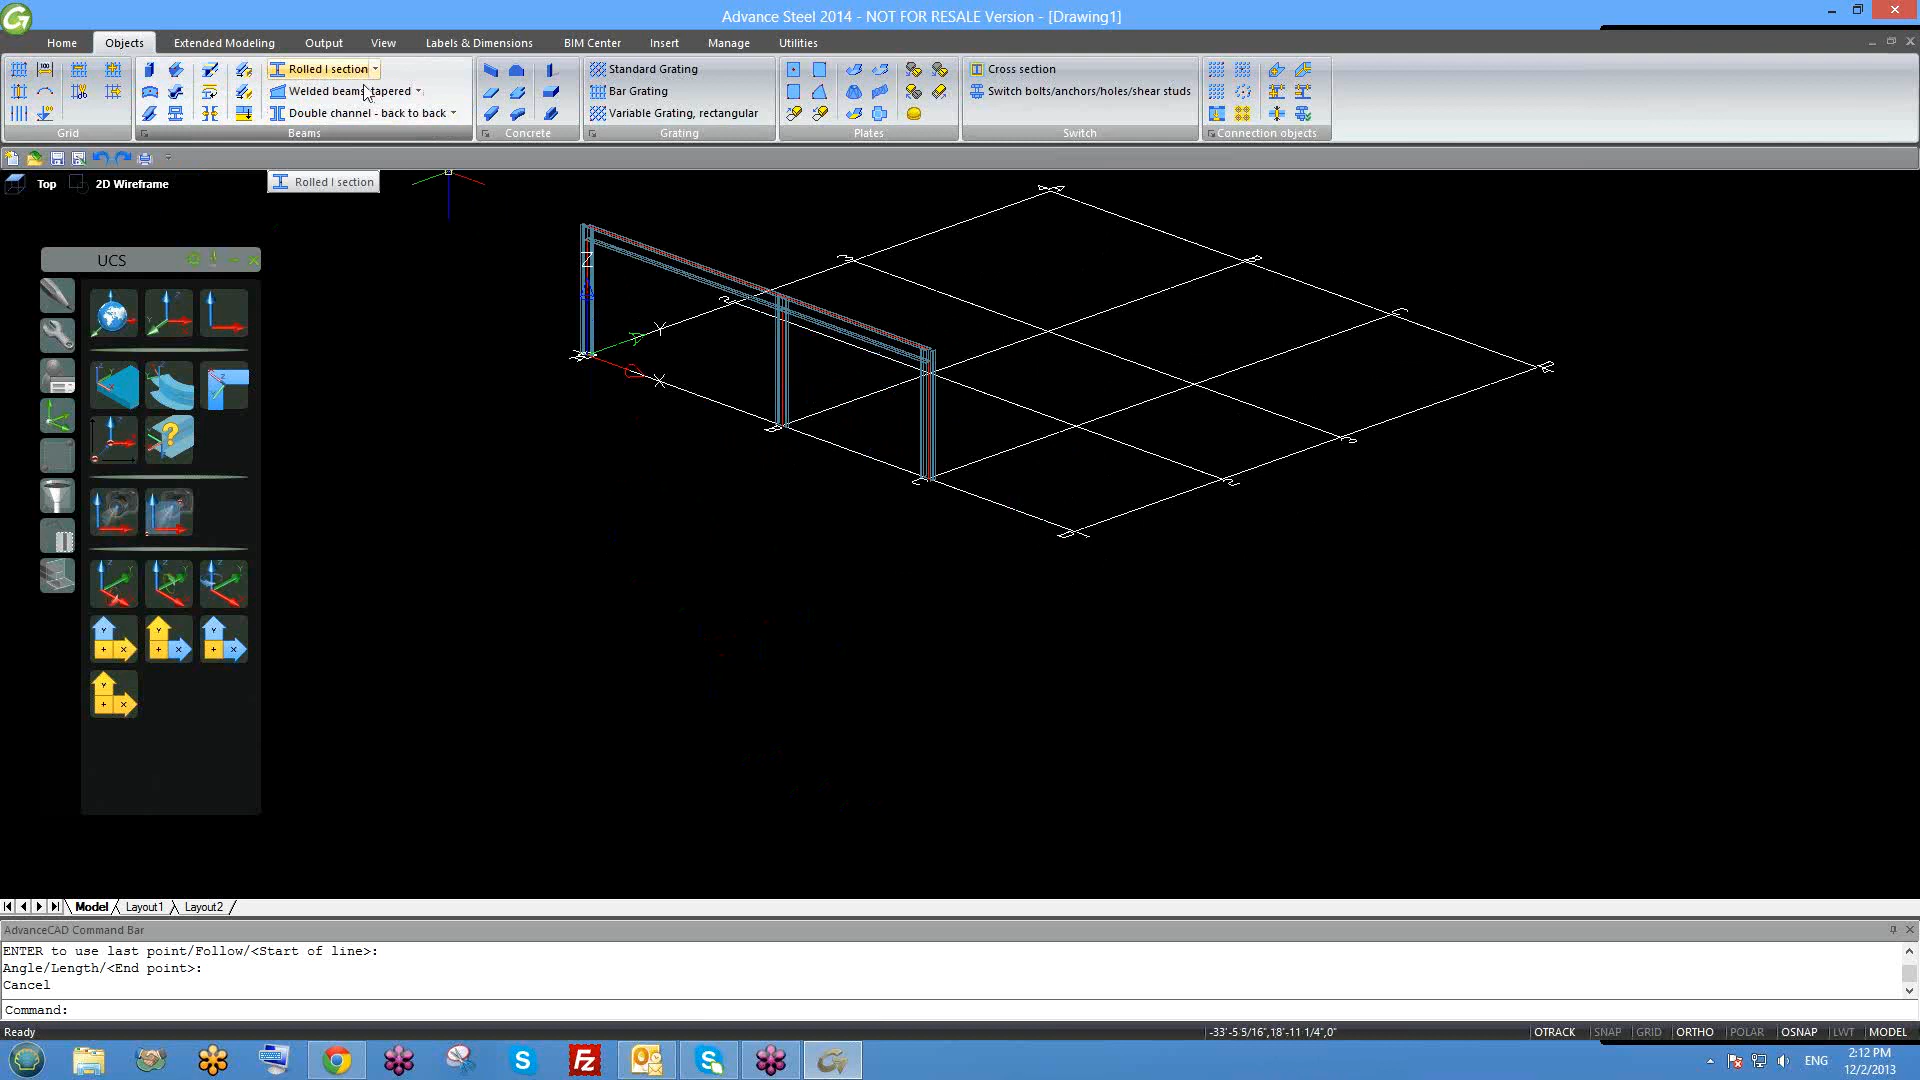 Advance Steel 2014 - NOT FOR RESALE Version - [Drawing1]
Home Objects Extended Modeling Output View Labels & Dimensions BIM Center Insert Manage Utilities
Rolled I section Standard Grating Cross section
Welded beams, tapered Bar Grating Switch bolts/anchors/holes/shear studs
Double channel - back to back Variable Grating, rectangular
Grid Beams Concrete Grating Plates Switch Connection objects
Top 2D Wireframe Rolled I section
UCS
Z
Y
X
Model Layout1 Layout2
AdvanceCAD Command Bar
ENTER to use last point/Follow/<Start of line>:
Angle/Length/<End point>:
Cancel
Command:
Ready -33'-5 5/16",18'-11 1/4",0" OTRACK SNAP GRID ORTHO POLAR OSNAP LWT MODEL
ENG 2:12 PM
12/2/2013